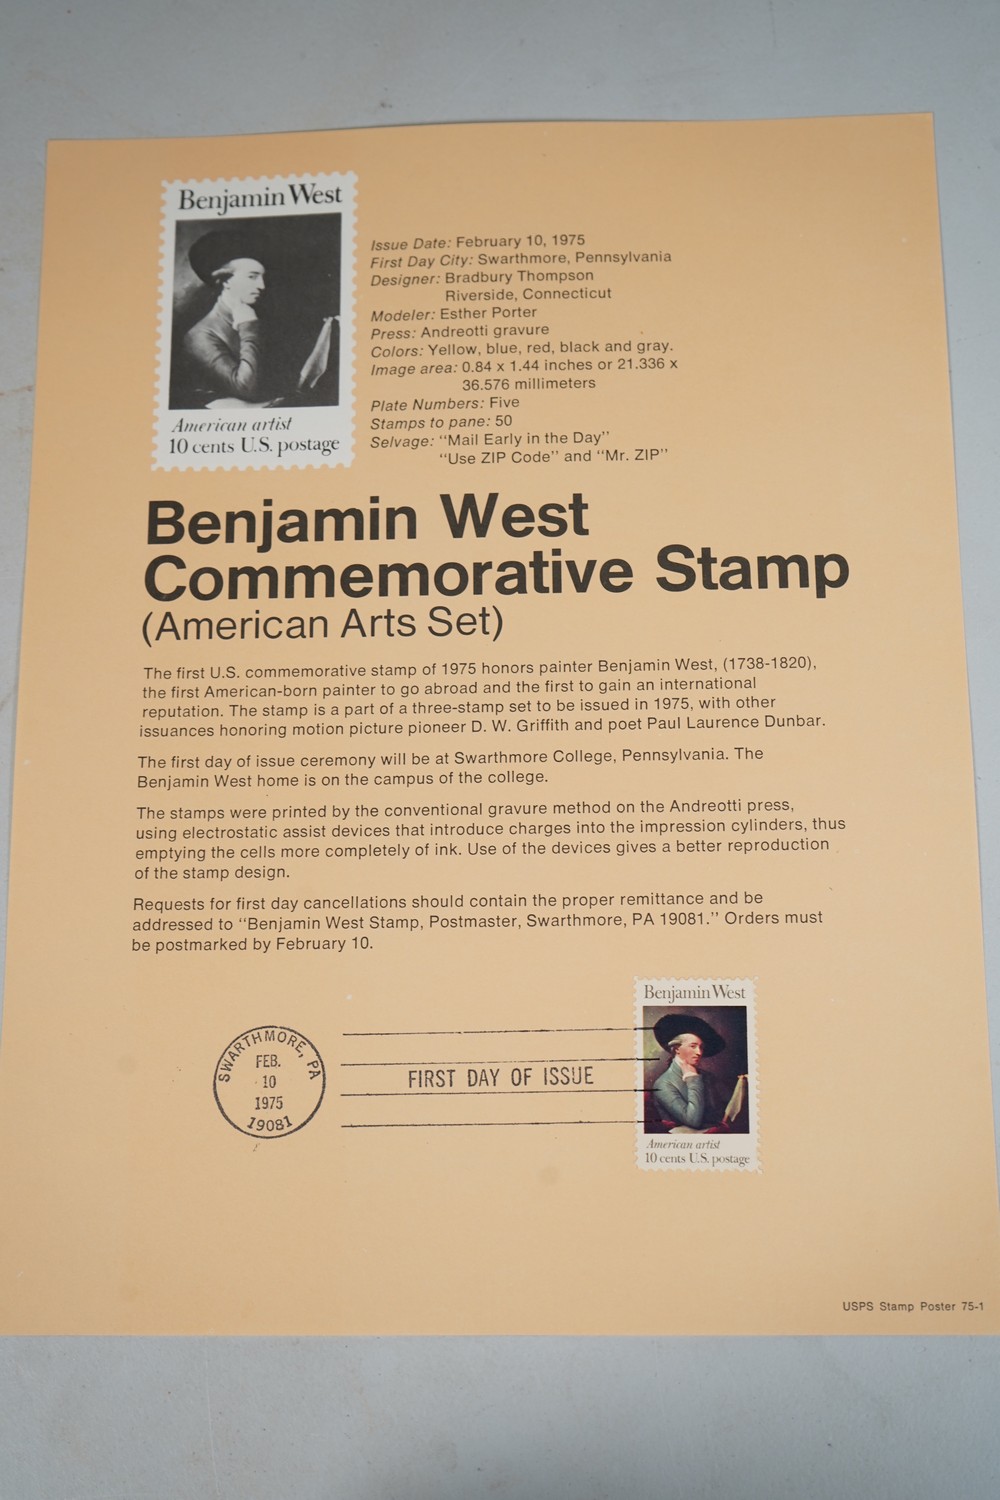 Benjamin West
American artist
10 cents U.S. postage
Issue Date: February 10, 1975
First Day City: Swarthmore, Pennsylvania
Designer: Bradbury Thompson
Riverside, Connecticut
Modeler: Esther Porter
Press: Andreotti gravure
Colors: Yellow, blue, red, black and gray.
Image area: 0.84 x 1.44 inches or 21.336 x
36.576 millimeters
Plate Numbers: Five
Stamps to pane: 50
Selvage: "Mail Early in the Day"
"Use ZIP Code" and "Mr. ZIP"
Benjamin West
Commemorative Stamp
(American Arts Set)
The first U.S. commemorative stamp of 1975 honors painter Benjamin West, (1738-1820),
the first American-born painter to go abroad and the first to gain an international
reputation. The stamp is a part of a three-stamp set to be issued in 1975, with other
issuances honoring motion picture pioneer D. W. Griffith and poet Paul Laurence Dunbar.
The first day of issue ceremony will be at Swarthmore College, Pennsylvania. The
Benjamin West home is on the campus of the college.
The stamps were printed by the conventional gravure method on the Andreotti press,
using electrostatic assist devices that introduce charges into the impression cylinders, thus
emptying the cells more completely of ink. Use of the devices gives a better reproduction
of the stamp design.
Requests for first day cancellations should contain the proper remittance and be
addressed to "Benjamin West Stamp, Postmaster, Swarthmore, PA 19081." Orders must
be postmarked by February 10.
SWARTHMORE, PA
FEB.
10
1975
19081
FIRST DAY OF ISSUE
Benjamin West
American artist
10 cents U.S. postage
USPS Stamp Poster 75-1